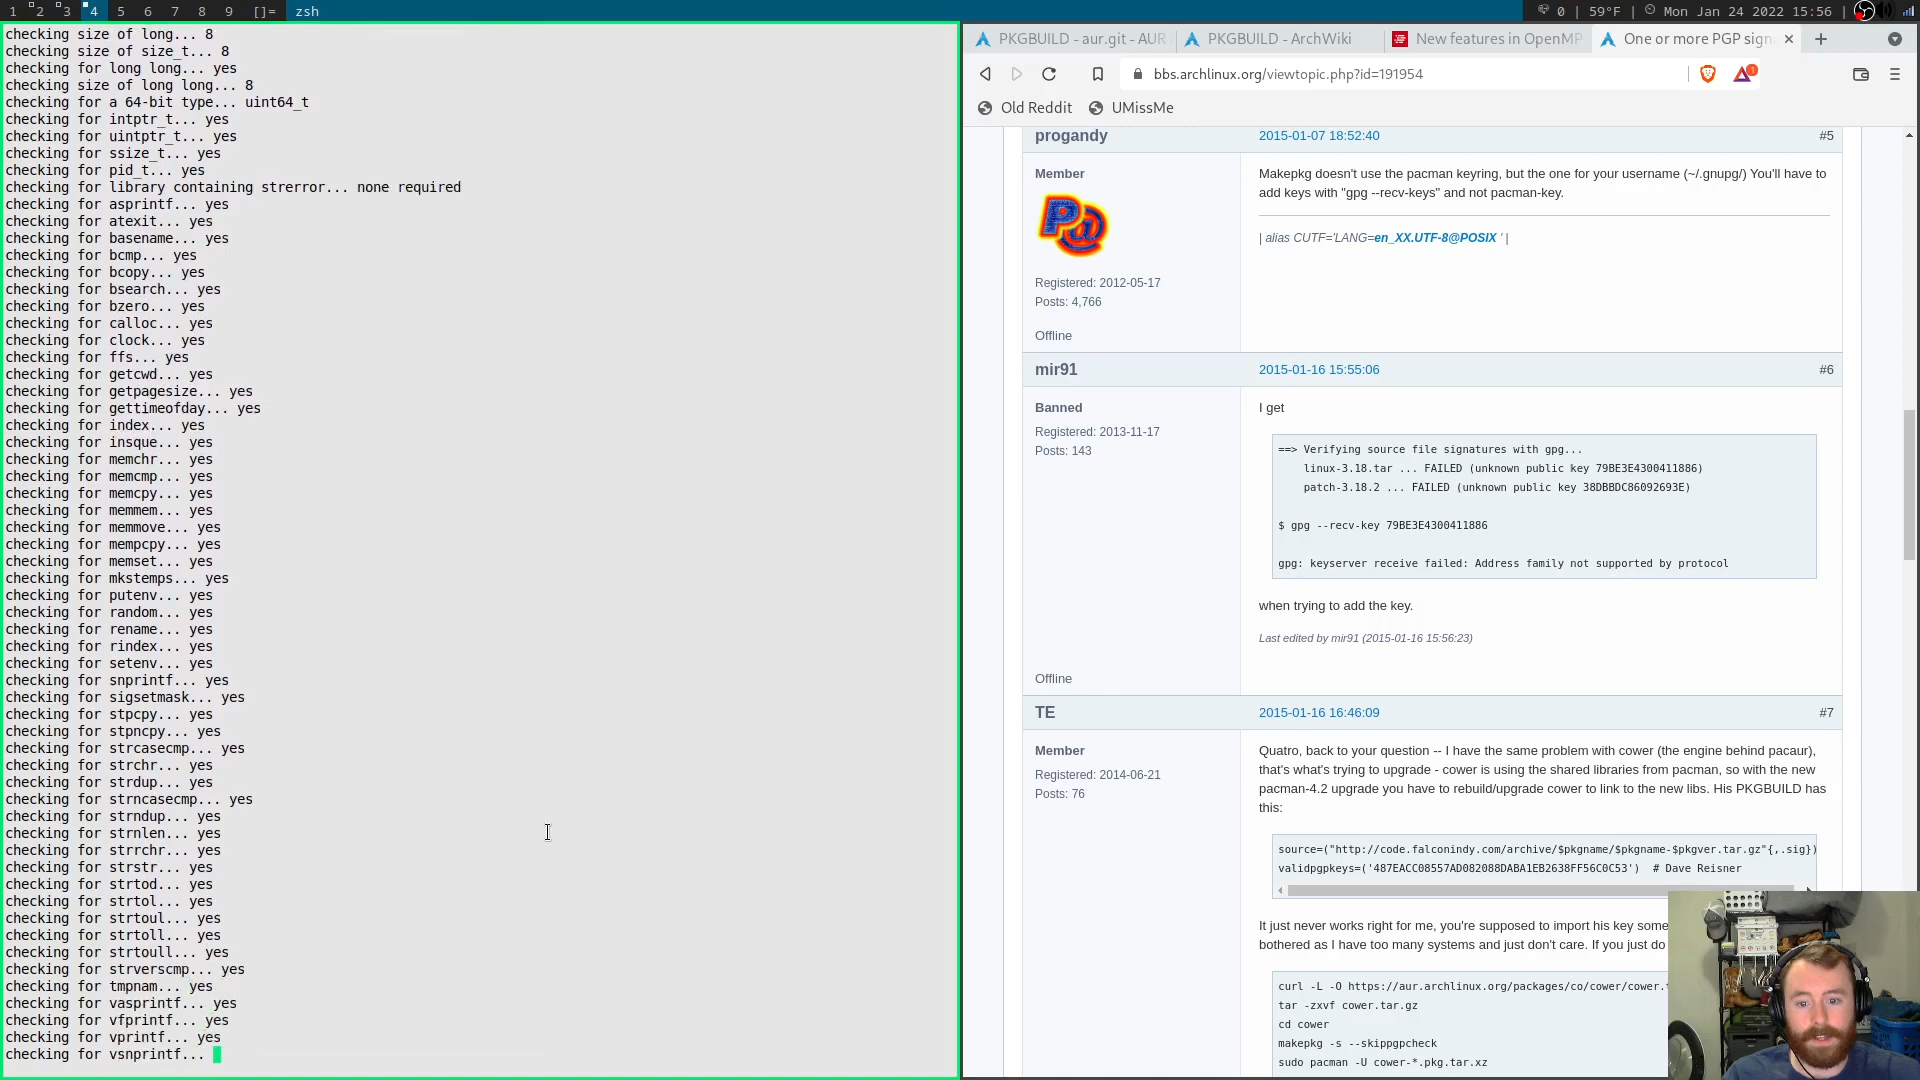 1 2 3 4 5 6 7 8 9 []= zsh
0 | 59°F | Mon Jan 24 2022 15:56 |
checking size of long... 8
checking size of size_t... 8
checking for long long... yes
checking size of long long... 8
checking for a 64-bit type... uint64_t
checking for intptr_t... yes
checking for uintptr_t... yes
checking for ssize_t... yes
checking for pid_t... yes
checking for library containing strerror... none required
checking for asprintf... yes
checking for atexit... yes
checking for basename... yes
checking for bcmp... yes
checking for bcopy... yes
checking for bsearch... yes
checking for bzero... yes
checking for calloc... yes
checking for clock... yes
checking for ffs... yes
checking for getcwd... yes
checking for getpagesize... yes
checking for gettimeofday... yes
checking for index... yes
checking for insque... yes
checking for memchr... yes
checking for memcmp... yes
checking for memcpy... yes
checking for memmem... yes
checking for memmove... yes
checking for mempcpy... yes
checking for memset... yes
checking for mkstemps... yes
checking for putenv... yes
checking for random... yes
checking for rename... yes
checking for rindex... yes
checking for setenv... yes
checking for snprintf... yes
checking for sigsetmask... yes
checking for stpcpy... yes
checking for stpncpy... yes
checking for strcasecmp... yes
checking for strchr... yes
checking for strdup... yes
checking for strncasecmp... yes
checking for strndup... yes
checking for strnlen... yes
checking for strrchr... yes
checking for strstr... yes
checking for strtod... yes
checking for strtol... yes
checking for strtoul... yes
checking for strtoll... yes
checking for strtoull... yes
checking for strverscmp... yes
checking for tmpnam... yes
checking for vasprintf... yes
checking for vfprintf... yes
checking for vprintf... yes
checking for vsnprintf...
PKGBUILD - aur.git - AUR
PKGBUILD - ArchWiki
New features in OpenMP
One or more PGP sign
bbs.archlinux.org/viewtopic.php?id=191954
1
Old Reddit
UMissMe
progandy 2015-01-07 18:52:40 #5
Member
Registered: 2012-05-17
Posts: 4,766
Offline
Makepkg doesn't use the pacman keyring, but the one for your username (~/.gnupg/) You'll have to
add keys with "gpg --recv-keys" and not pacman-key.
| alias CUTF='LANG=en_XX.UTF-8@POSIX ' |
mir91 2015-01-16 15:55:06 #6
Banned
Registered: 2013-11-17
Posts: 143
Offline
I get
==> Verifying source file signatures with gpg...
linux-3.18.tar ... FAILED (unknown public key 79BE3E4300411886)
patch-3.18.2 ... FAILED (unknown public key 38DBBDC86092693E)
$ gpg --recv-key 79BE3E4300411886
gpg: keyserver receive failed: Address family not supported by protocol
when trying to add the key.
Last edited by mir91 (2015-01-16 15:56:23)
TE 2015-01-16 16:46:09 #7
Member
Registered: 2014-06-21
Posts: 76
Quatro, back to your question -- I have the same problem with cower (the engine behind pacaur),
that's what's trying to upgrade - cower is using the shared libraries from pacman, so with the new
pacman-4.2 upgrade you have to rebuild/upgrade cower to link to the new libs. His PKGBUILD has
this:
source=("http://code.falconindy.com/archive/$pkgname/$pkgname-$pkgver.tar.gz"{,.sig})
validpgpkeys=('487EACC08557AD082088DABA1EB2638FF56C0C53') # Dave Reisner
It just never works right for me, you're supposed to import his key some
bothered as I have too many systems and just don't care. If you just do
curl -L -O https://aur.archlinux.org/packages/co/cower/cower.t
tar -zxvf cower.tar.gz
cd cower
makepkg -s --skippgpcheck
sudo pacman -U cower-*.pkg.tar.xz